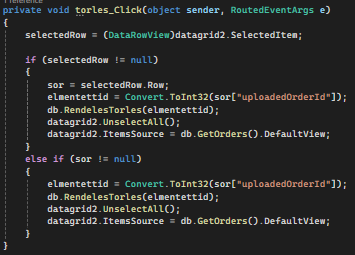 1 reference
private void torles_Click(object sender, RoutedEventArgs e)
{
selectedRow = (DataRowView)datagrid2.SelectedItem;
if (selectedRow != null)
{
sor = selectedRow.Row;
elmentettid = Convert.ToInt32(sor["uploadedOrderId"]);
db.RendelesTorles(elmentettid);
datagrid2.UnselectAll();
datagrid2.ItemsSource = db.GetOrders().DefaultView;
}
else if (sor != null)
{
elmentettid = Convert.ToInt32(sor["uploadedOrderId"]);
db.RendelesTorles(elmentettid);
datagrid2.UnselectAll();
datagrid2.ItemsSource = db.GetOrders().DefaultView;
}
}